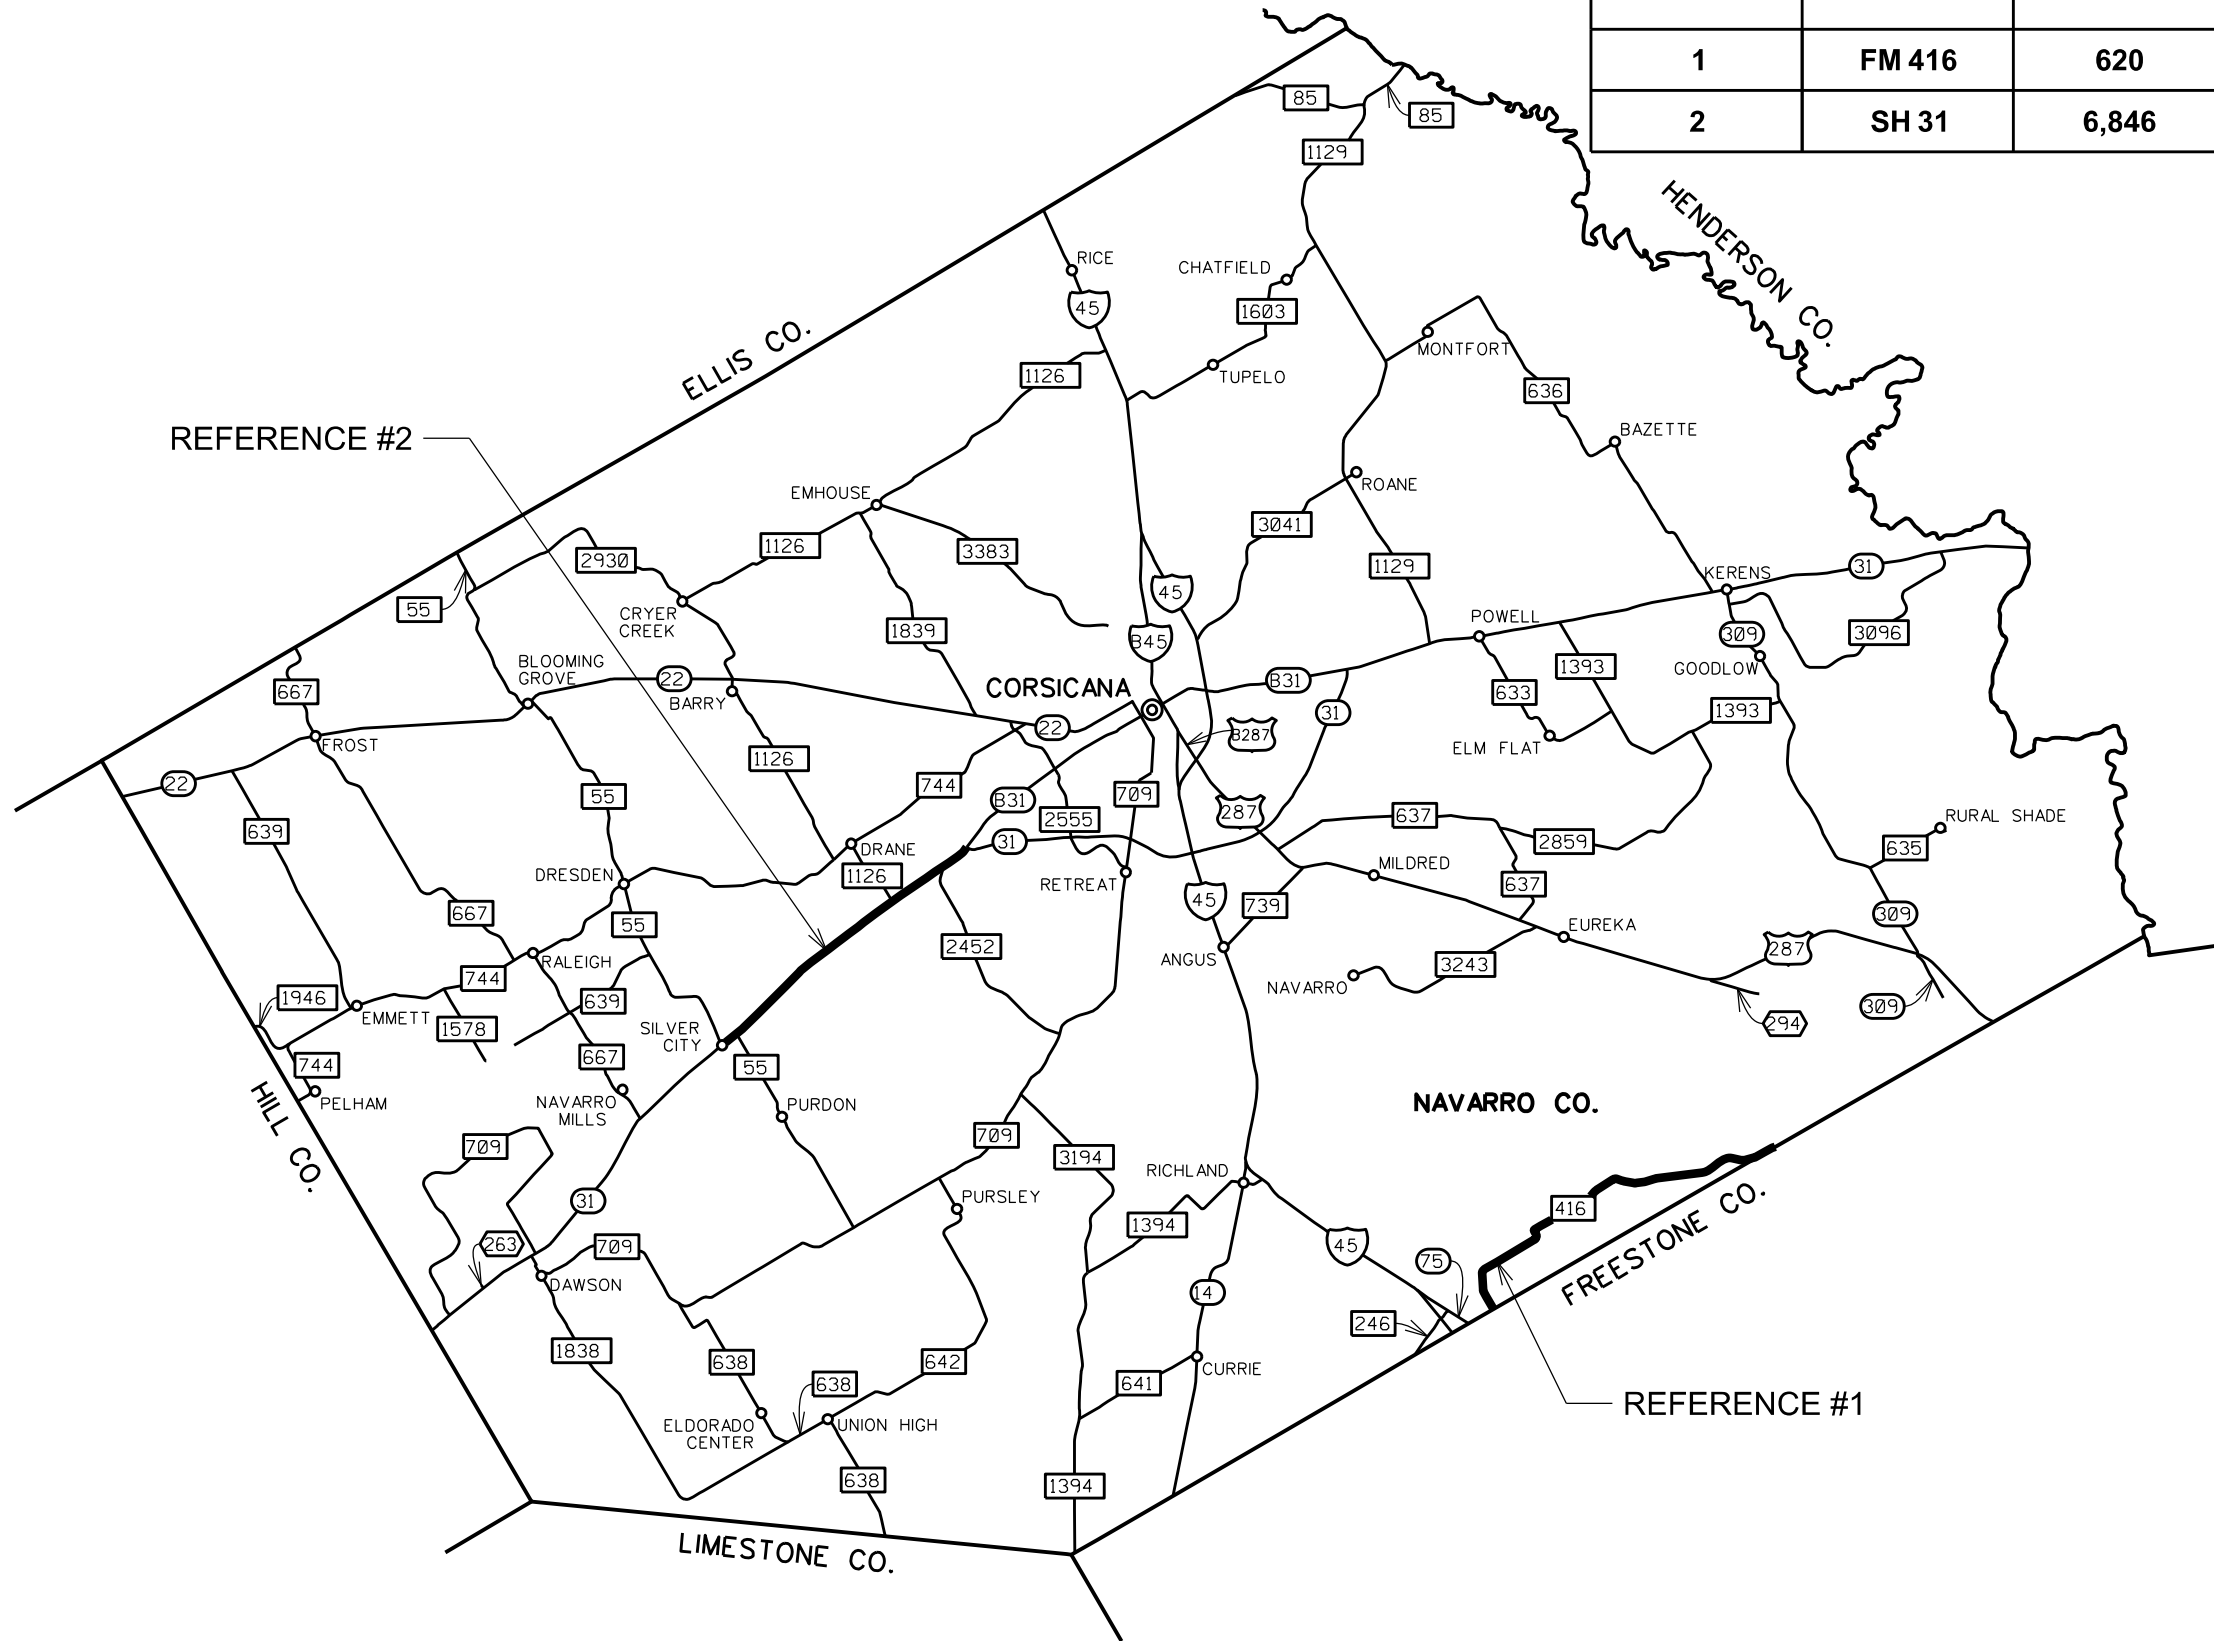 1 FM 416 620
2 SH 31 6,846
85
85
1129
HENDERSON CO.
RICE
CHATFIELD
45
1603
MONTFORT
ELLIS CO.
1126
TUPELO
636
REFERENCE #2
BAZETTE
EMHOUSE
ROANE
3041
1126
3383
2930
1129
31
KERENS
45
55
CRYER
CREEK
1839
B45
POWELL
309
3096
BLOOMING
GROVE
22
BARRY
CORSICANA
B31
1393
GOODLOW
667
633
31
1393
22
B287
FROST
ELM FLAT
1126
22
744
709
55
B31
287
639
2555
637
RURAL SHADE
31
2859
635
DRANE
DRESDEN
1126
RETREAT
MILDRED
637
667
55
45
739
309
EUREKA
2452
ANGUS
287
RALEIGH
744
3243
NAVARRO
1946
639
309
EMMETT
1578
SILVER
CITY
294
744
667
55
PELHAM
HILL CO.
NAVARRO
MILLS
PURDON
NAVARRO CO.
709
709
3194
RICHLAND
31
PURSLEY
416
1394
263
709
45
75
FREESTONE CO.
DAWSON
14
246
1838
638
642
CURRIE
638
641
REFERENCE #1
ELDORADO
CENTER
UNION HIGH
638
1394
LIMESTONE CO.